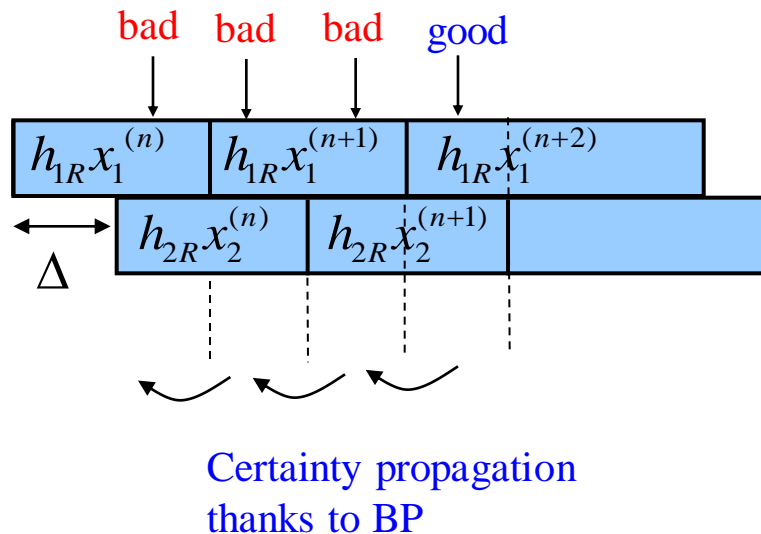 bad bad bad good
h_{1R}x_1^{(n)} h_{1R}x_1^{(n+1)} h_{1R}x_1^{(n+2)}
h_{2R}x_2^{(n)} h_{2R}x_2^{(n+1)}
Δ
Certainty propagation
thanks to BP